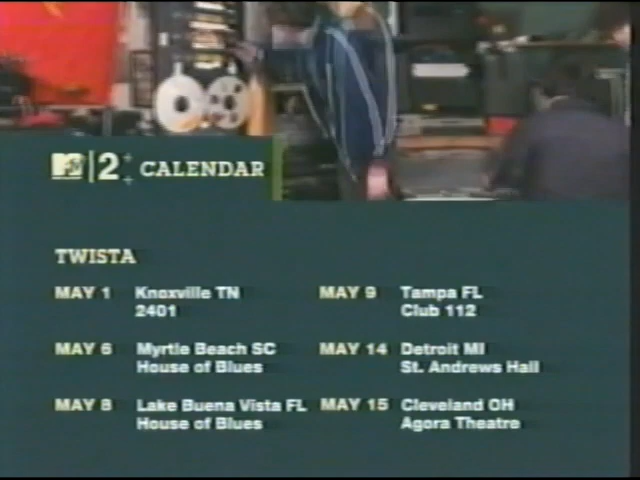 MTV 2 CALENDAR
TWISTA
MAY 1 Knoxville TN
2401
MAY 6 Myrtle Beach SC
House of Blues
MAY 8 Lake Buena Vista FL
House of Blues
MAY 9 Tampa FL
Club 112
MAY 14 Detroit MI
St. Andrews Hall
MAY 15 Cleveland OH
Agora Theatre